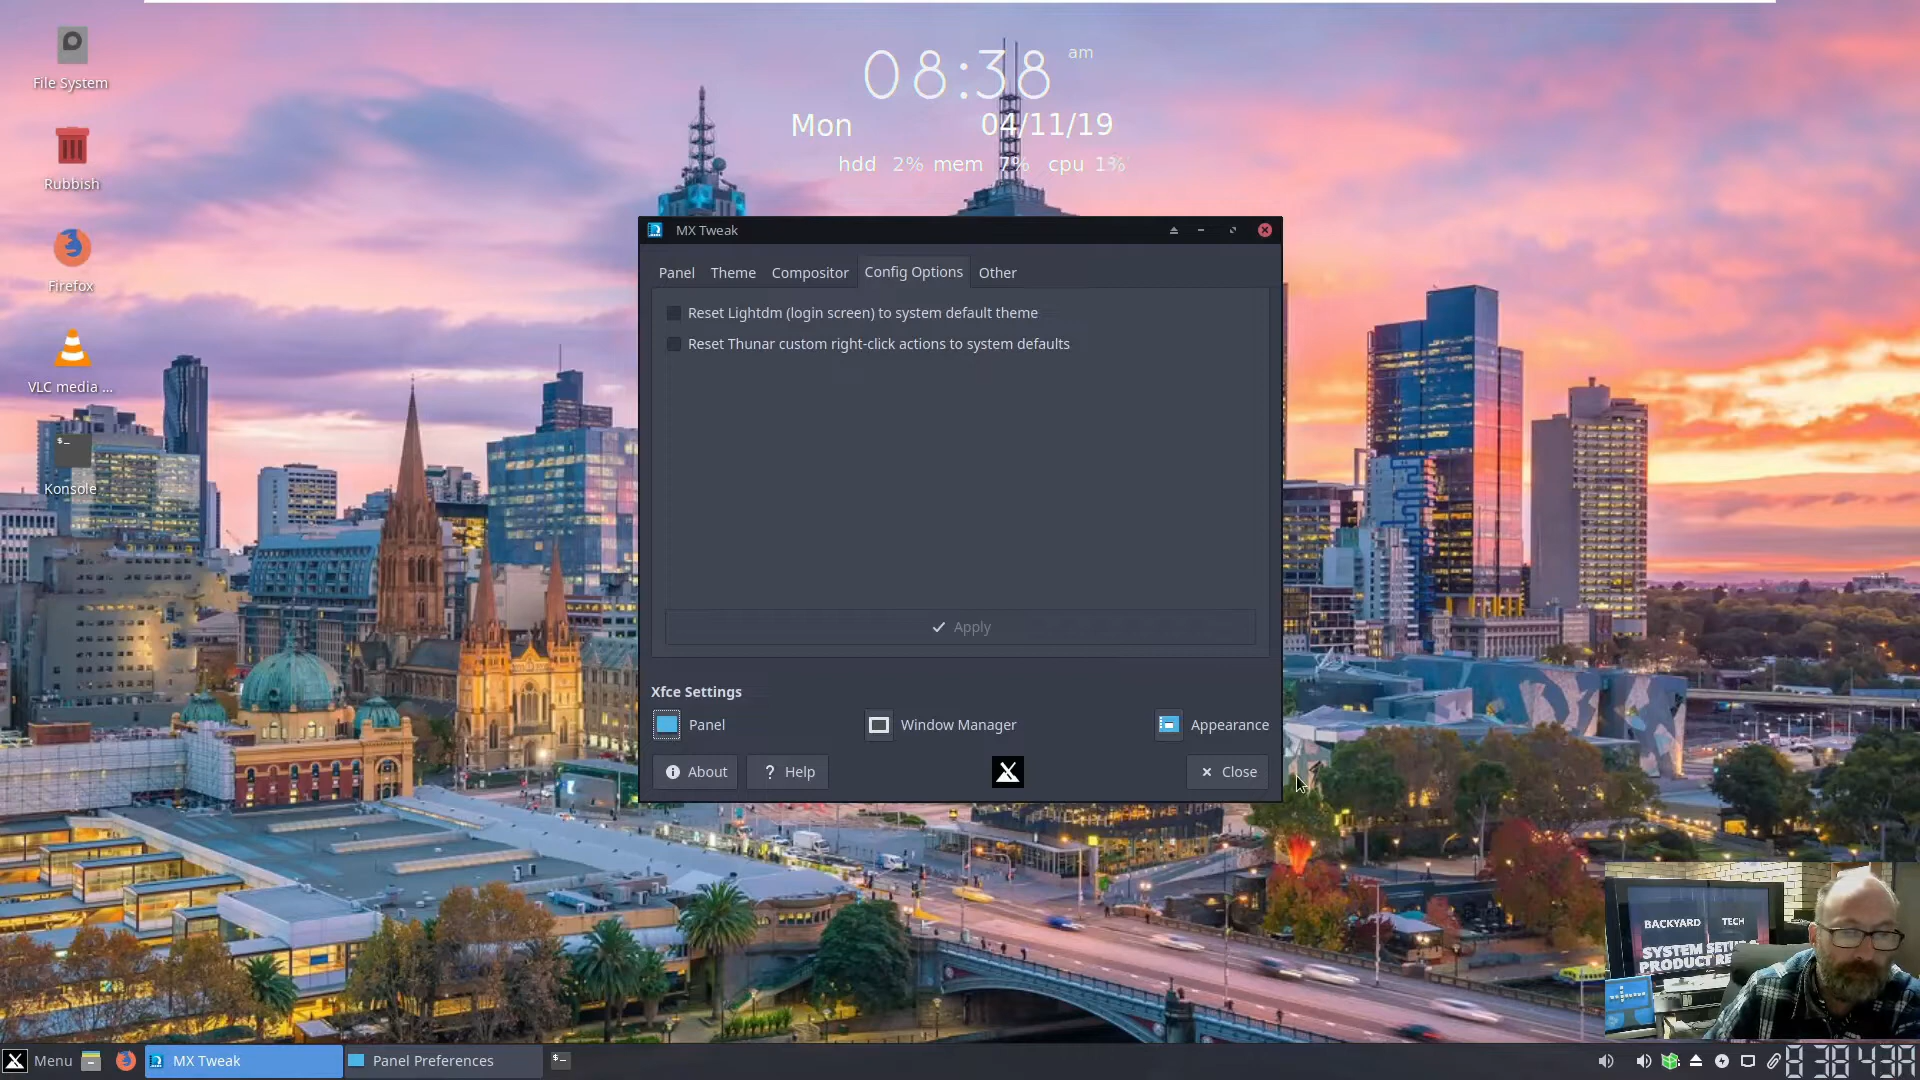 File System
Rubbish
Firefox
VLC media ...
$_
Konsole
08:38 am
Mon 04/11/19
hdd 2% mem 7% cpu 1%
MX Tweak
Panel Theme Compositor Config Options Other
Reset Lightdm (login screen) to system default theme
Reset Thunar custom right-click actions to system defaults
Apply
Xfce Settings
Panel Window Manager Appearance
About ? Help Close
BACKYARD TECH
SYSTEM
PRODUCT
Menu MX Tweak Panel Preferences $_